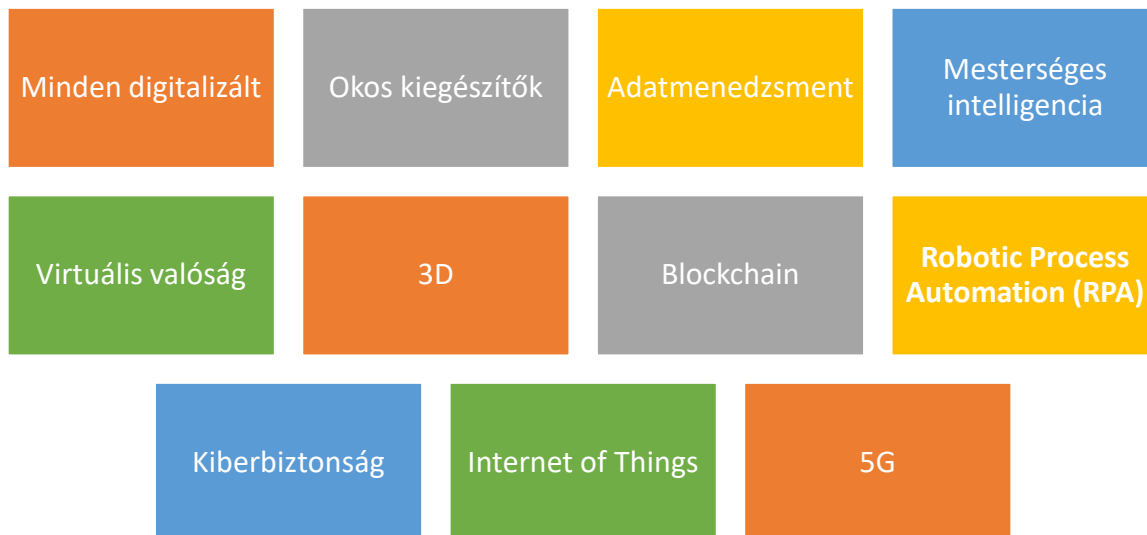 Minden digitalizált
Okos kiegészítők
Adatmenedzsment
Mesterséges
intelligencia
Virtuális valóság
3D
Blockchain
Robotic Process
Automation (RPA)
Kiberbiztonság
Internet of Things
5G